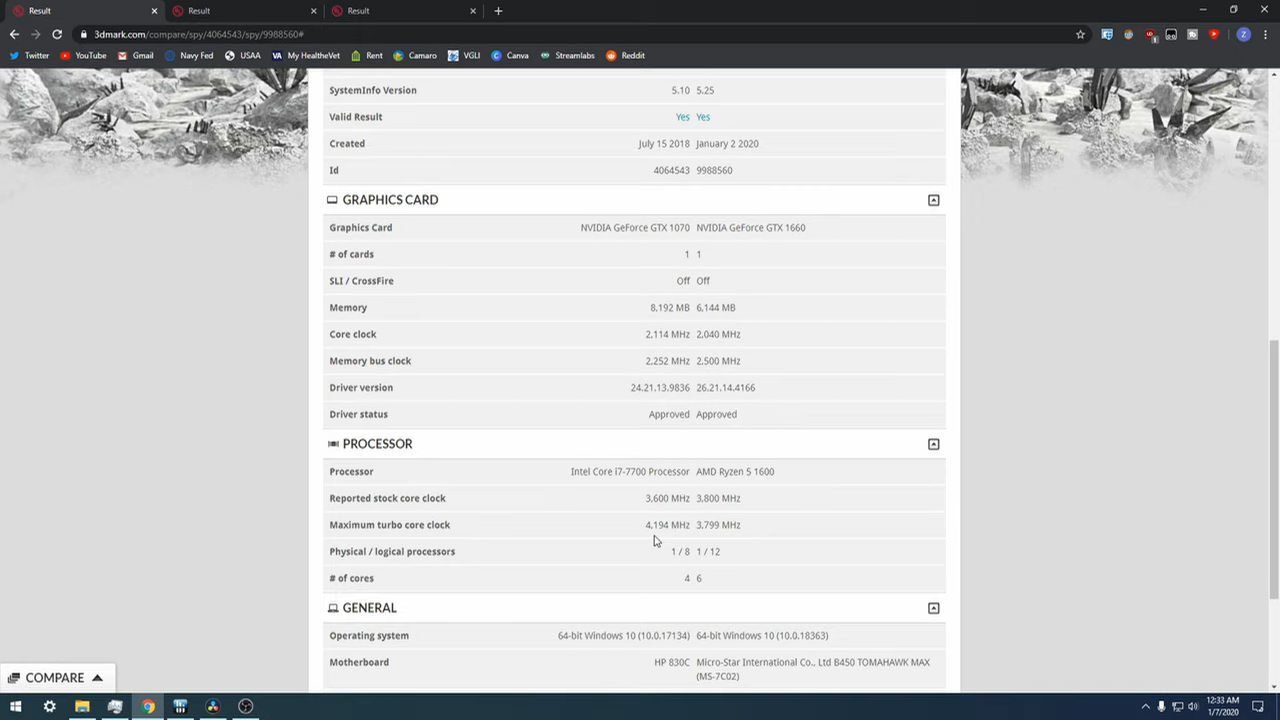 Result
Result
Result
3dmark.com/compare/spy/4064543/spy/9988560#
Z
Twitter YouTube Gmail Navy Fed USAA VA My HealtheVet Rent Camaro VGLI Canva Streamlabs Reddit
SystemInfo Version 5.10 5.25
Valid Result Yes Yes
Created July 15 2018 January 2 2020
Id 4064543 9988560
GRAPHICS CARD
Graphics Card NVIDIA GeForce GTX 1070 NVIDIA GeForce GTX 1660
# of cards 1 1
SLI / CrossFire Off Off
Memory 8,192 MB 6,144 MB
Core clock 2,114 MHz 2,040 MHz
Memory bus clock 2,252 MHz 2,500 MHz
Driver version 24.21.13.9836 26.21.14.4166
Driver status Approved Approved
PROCESSOR
Processor Intel Core i7-7700 Processor AMD Ryzen 5 1600
Reported stock core clock 3,600 MHz 3,800 MHz
Maximum turbo core clock 4,194 MHz 3,799 MHz
Physical / logical processors 1 / 8 1 / 12
# of cores 4 6
GENERAL
Operating system 64-bit Windows 10 (10.0.17134) 64-bit Windows 10 (10.0.18363)
Motherboard HP 830C Micro-Star International Co., Ltd B450 TOMAHAWK MAX
(MS-7C02)
COMPARE
12:33 AM
1/7/2020